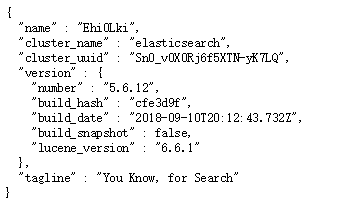 {
"name" : "EhiOLki",
"cluster_name" : "elasticsearch",
"cluster_uuid" : "Sn0_v0X0Rj6f5XTN-yK7LQ",
"version" : {
"number" : "5.6.12",
"build_hash" : "cfe3d9f",
"build_date" : "2018-09-10T20:12:43.732Z",
"build_snapshot" : false,
"lucene_version" : "6.6.1"
},
"tagline" : "You Know, for Search"
}